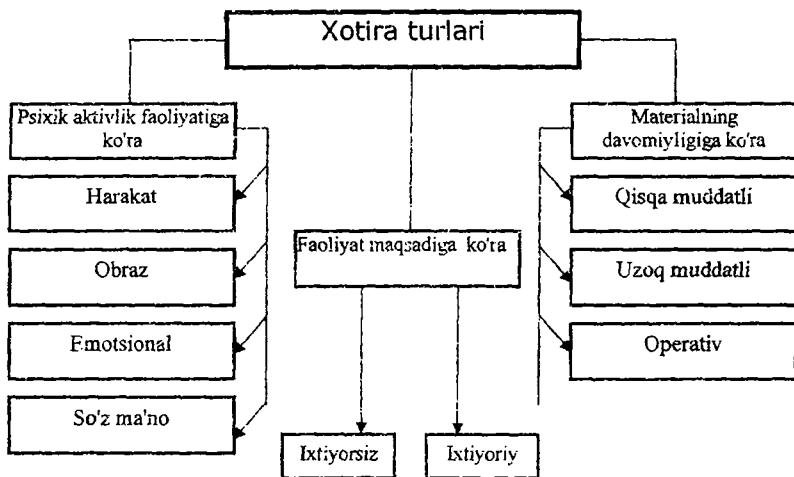 Xotira turlari
Psixik aktivlik faoliyatiga
ko'ra
Harakat
Obraz
Emotsional
So'z ma'no
Faoliyat maqsadiga ko'ra
Ixtiyorsiz
Ixtiyoriy
Materialning
davomiyligiga ko'ra
Qisqa muddatli
Uzoq muddatli
Operativ